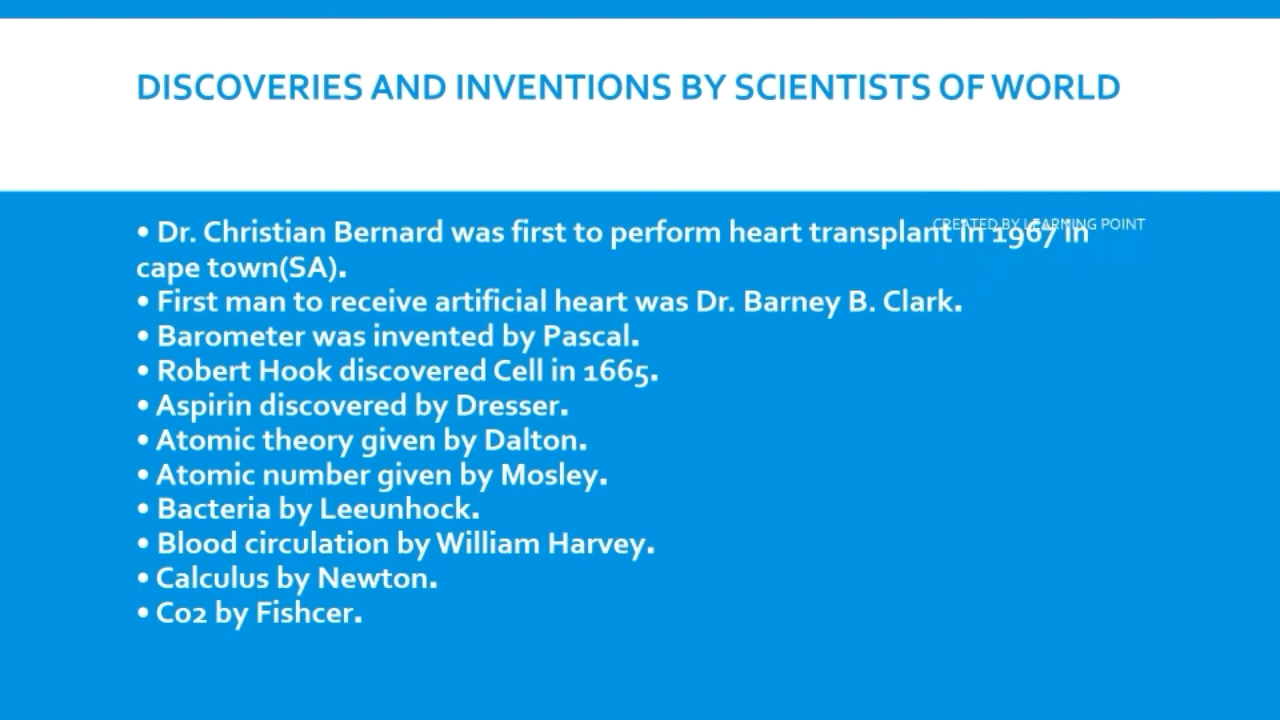 DISCOVERIES AND INVENTIONS BY SCIENTISTS OF WORLD
CREATED BY LEARNING POINT
• Dr. Christian Bernard was first to perform heart transplant in 1967 in
cape town(SA).
• First man to receive artificial heart was Dr. Barney B. Clark.
• Barometer was invented by Pascal.
• Robert Hook discovered Cell in 1665.
• Aspirin discovered by Dresser.
• Atomic theory given by Dalton.
• Atomic number given by Mosley.
• Bacteria by Leeunhock.
• Blood circulation by William Harvey.
• Calculus by Newton.
• Co2 by Fishcer.